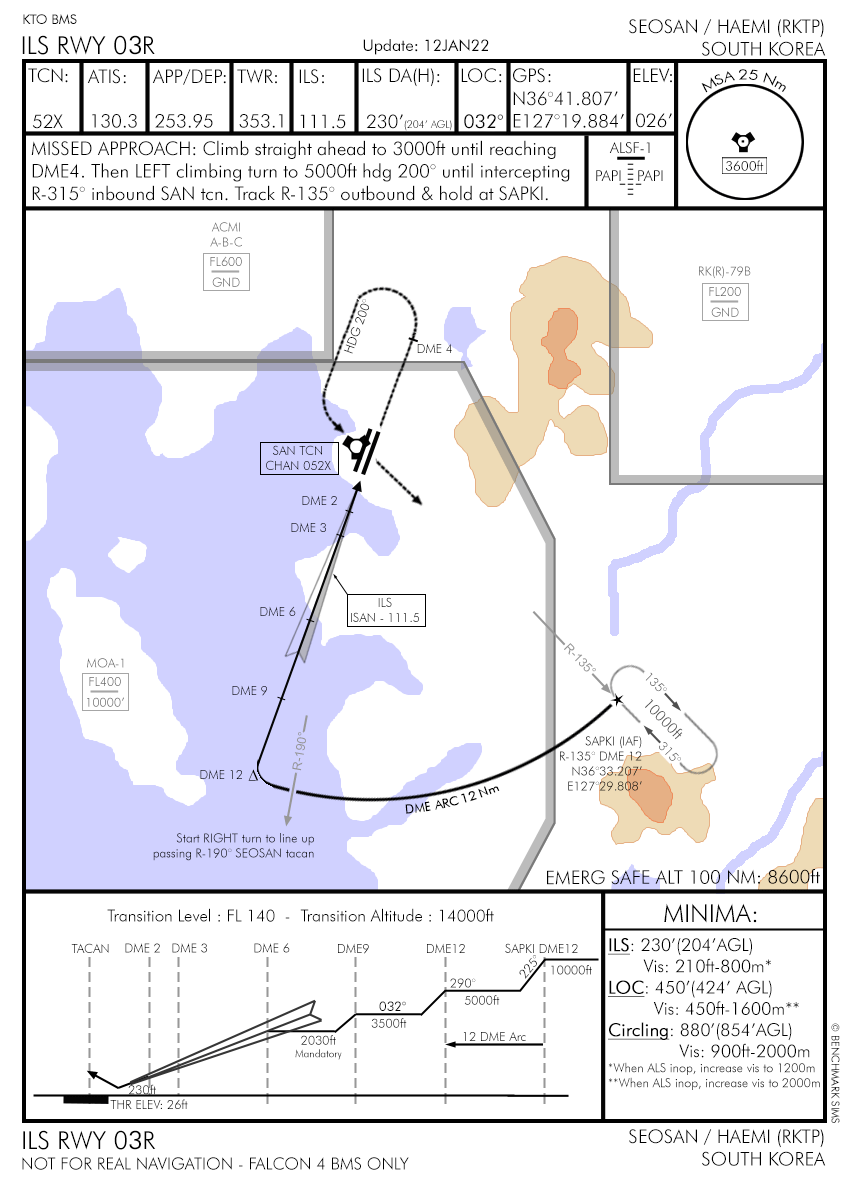 KTO BMS
ILS RWY 03R
Update: 12JAN22
SEOSAN / HAEMI (RKTP)
SOUTH KOREA
TCN:
52X
ATIS:
130.3
APP/DEP:
253.95
TWR:
353.1
ILS:
111.5
ILS DA(H):
230'(204' AGL)
LOC:
032°
GPS:
N36°41.807'
E127°19.884'
ELEV:
026'
MSA 25 Nm
3600ft
MISSED APPROACH: Climb straight ahead to 3000ft until reaching
DME4. Then LEFT climbing turn to 5000ft hdg 200° until intercepting
R-315° inbound SAN tcn. Track R-135° outbound & hold at SAPKI.
ALSF-1
PAPI PAPI
ACMI
A-B-C
FL600
GND
RK(R)-79B
FL200
GND
HDG 200°
DME 4
SAN TCN
CHAN 052X
DME 2
DME 3
ILS
ISAN - 111.5
DME 6
MOA-1
FL400
10000'
DME 9
R-135°
135°
10000ft
315°
SAPKI (IAF)
R-135° DME 12
N36°33.207'
E127°29.808'
R-190°
DME 12
DME ARC 12 Nm
Start RIGHT turn to line up
passing R-190° SEOSAN tacan
EMERG SAFE ALT 100 NM: 8600ft
Transition Level : FL 140 - Transition Altitude : 14000ft
TACAN DME 2 DME 3 DME 6 DME9 DME12 SAPKI DME12
225°
10000ft
290°
5000ft
032°
3500ft
2030ft
Mandatory
12 DME Arc
230ft
THR ELEV: 26ft
MINIMA:
ILS: 230'(204'AGL)
Vis: 210ft-800m*
LOC: 450'(424' AGL)
Vis: 450ft-1600m**
Circling: 880'(854'AGL)
Vis: 900ft-2000m
*When ALS inop, increase vis to 1200m
**When ALS inop, increase vis to 2000m
© BENCHMARK SIMS
ILS RWY 03R
NOT FOR REAL NAVIGATION - FALCON 4 BMS ONLY
SEOSAN / HAEMI (RKTP)
SOUTH KOREA